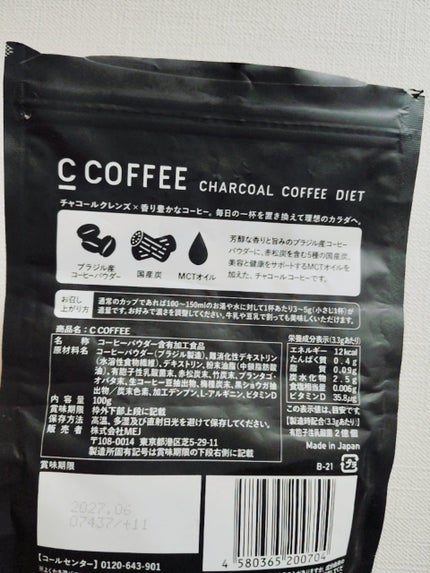 C COFFEE CHARCOAL COFFEE DIET
チャコールクレンズ×香り豊かなコーヒー。毎日の一杯を置き換えて理想のカラダへ。
ブラジル産
コーヒーパウダー
国産炭
MCTオイル
芳醇な香りと旨みのブラジル産コーヒー
パウダーに、赤松炭を含む5種の国産炭、
美容と健康をサポートするMCTオイル
を加えた、チャコールコーヒーです。
お召し
上がり方
通常のカップであれば100~150mlのお湯や水に対し1杯あたり3~5g(小さじ1杯)が
適量です。お好みで濃さを調整してください。牛乳や豆乳で割っても美味しくいただけます。
商品名:C COFFEE
名称 コーヒーパウダー含有加工食品
原材料名 コーヒーパウダー(ブラジル製造)、難消化性デキストリン
(水溶性食物繊維)、デキストリン、粉末油脂(中鎖脂肪酸
油)、有胞子性乳酸菌末、赤松炭末、竹炭末、プランタゴ・
オバタ末、生コーヒー豆抽出物、梅種炭末、黒ショウガ抽
出物/炭末色素、加工デンプン、L-アルギニン、ビタミンD
内容量 100g
賞味期限 枠外下部上段に記載
保存方法 高温、多湿及び直射日光を避けて保存してください。
販売者 株式会社MEJ
〒108-0014 東京都港区芝5-29-11
製造所固有記号は賞味期限の下段右側に記載
栄養成分表示(3.3gあたり)
エネルギー 12kcal
たんぱく質 0.4g
脂質 0.09g
炭水化物 2.5g
食塩相当量 0.006g
ビタミンD 35.8μg
この表示値は、目安です。
【製造時配合(3.3gあたり)】
有胞子性乳酸菌2億個
Made in Japan
B-21
賞味期限
2027.06
07437/+11
4 580365 200704
【コールセンター】0120-643-901